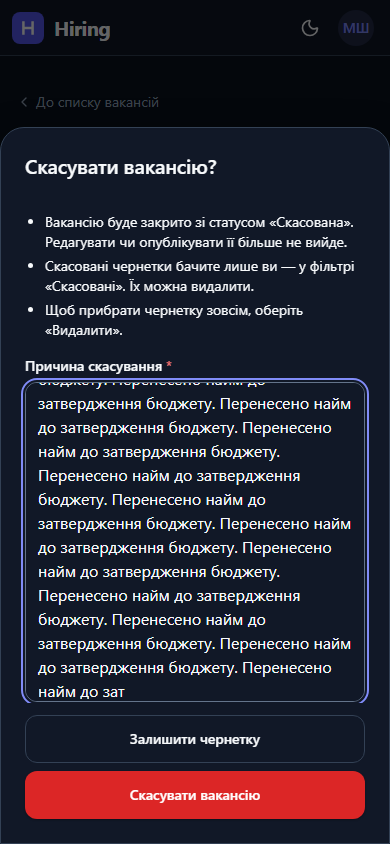 H Hiring МШ
До списку вакансій
Скасувати вакансію?
Вакансію буде закрито зі статусом «Скасована».
Редагувати чи опублікувати її більше не вийде.
Скасовані чернетки бачите лише ви — у фільтрі
«Скасовані». Їх можна видалити.
Щоб прибрати чернетку зовсім, оберіть
«Видалити».
Причина скасування *
бюджету. Перенесено найм до
затвердження бюджету. Перенесено найм
до затвердження бюджету. Перенесено
найм до затвердження бюджету.
Перенесено найм до затвердження
бюджету. Перенесено найм до
затвердження бюджету. Перенесено найм
до затвердження бюджету. Перенесено
найм до затвердження бюджету.
Перенесено найм до затвердження
бюджету. Перенесено найм до
затвердження бюджету. Перенесено найм
до затвердження бюджету. Перенесено
найм до зат
Залишити чернетку
Скасувати вакансію